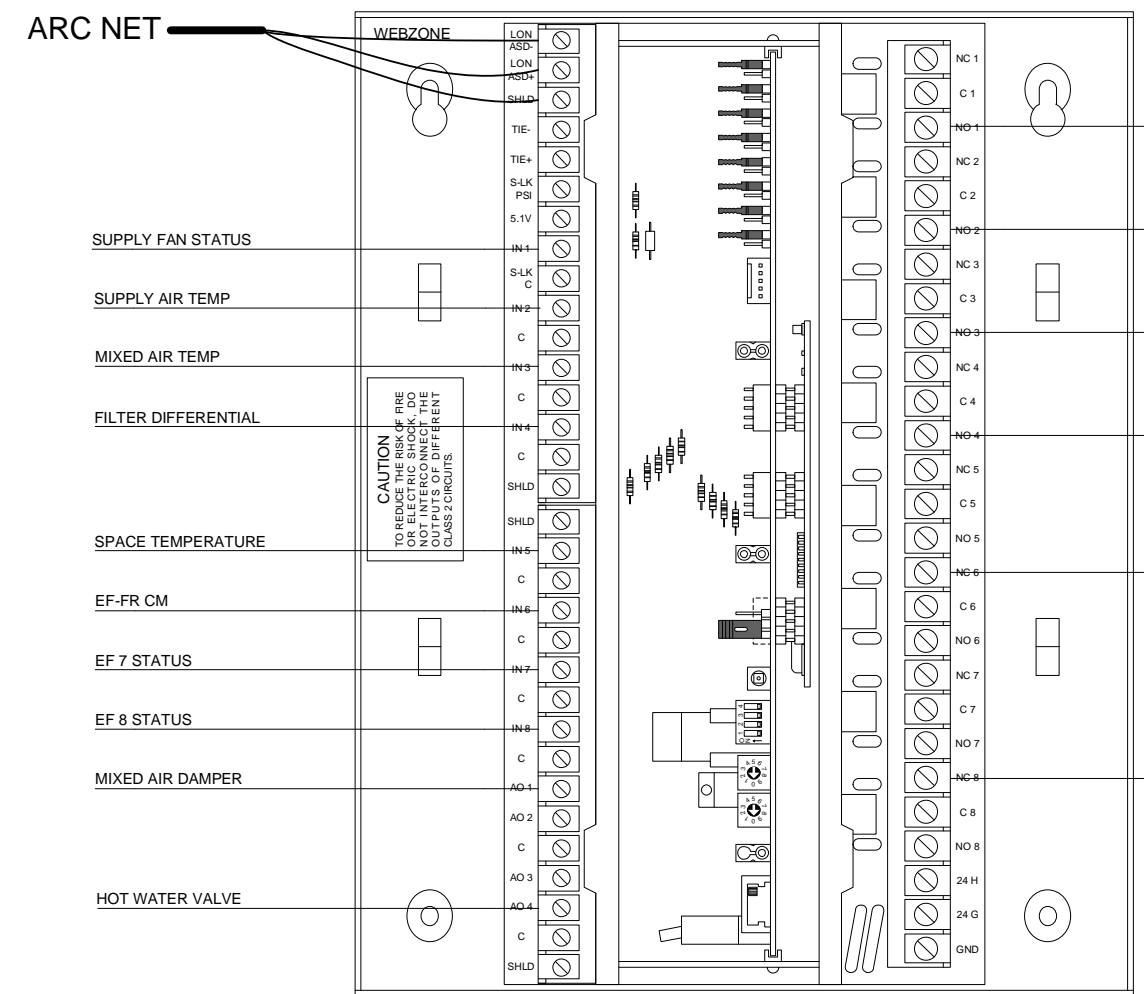 ARC NET
WEBZONE
LON
ASD-
LON
ASD+
SHLD
TIE-
TIE+
S-LK
PSI
5.1V
SUPPLY FAN STATUS
IN 1
S-LK
C
SUPPLY AIR TEMP
IN 2
C
MIXED AIR TEMP
IN 3
C
FILTER DIFFERENTIAL
IN 4
C
SHLD
CAUTION
TO REDUCE THE RISK OF FIRE
OR ELECTRIC SHOCK, DO
NOT INTERCONNECT THE
OUTPUTS OF DIFFERENT
CLASS 2 CIRCUITS.
SHLD
SPACE TEMPERATURE
IN 5
C
EF-FR CM
IN 6
C
EF 7 STATUS
IN 7
C
EF 8 STATUS
IN 8
C
MIXED AIR DAMPER
AO 1
AO 2
C
AO 3
HOT WATER VALVE
AO 4
C
SHLD
1 2 3 4
ON
NC 1
C 1
NO 1
NC 2
C 2
NO 2
NC 3
C 3
NO 3
NC 4
C 4
NO 4
NC 5
C 5
NO 5
NC 6
C 6
NO 6
NC 7
C 7
NO 7
NC 8
C 8
NO 8
24 H
24 G
GND